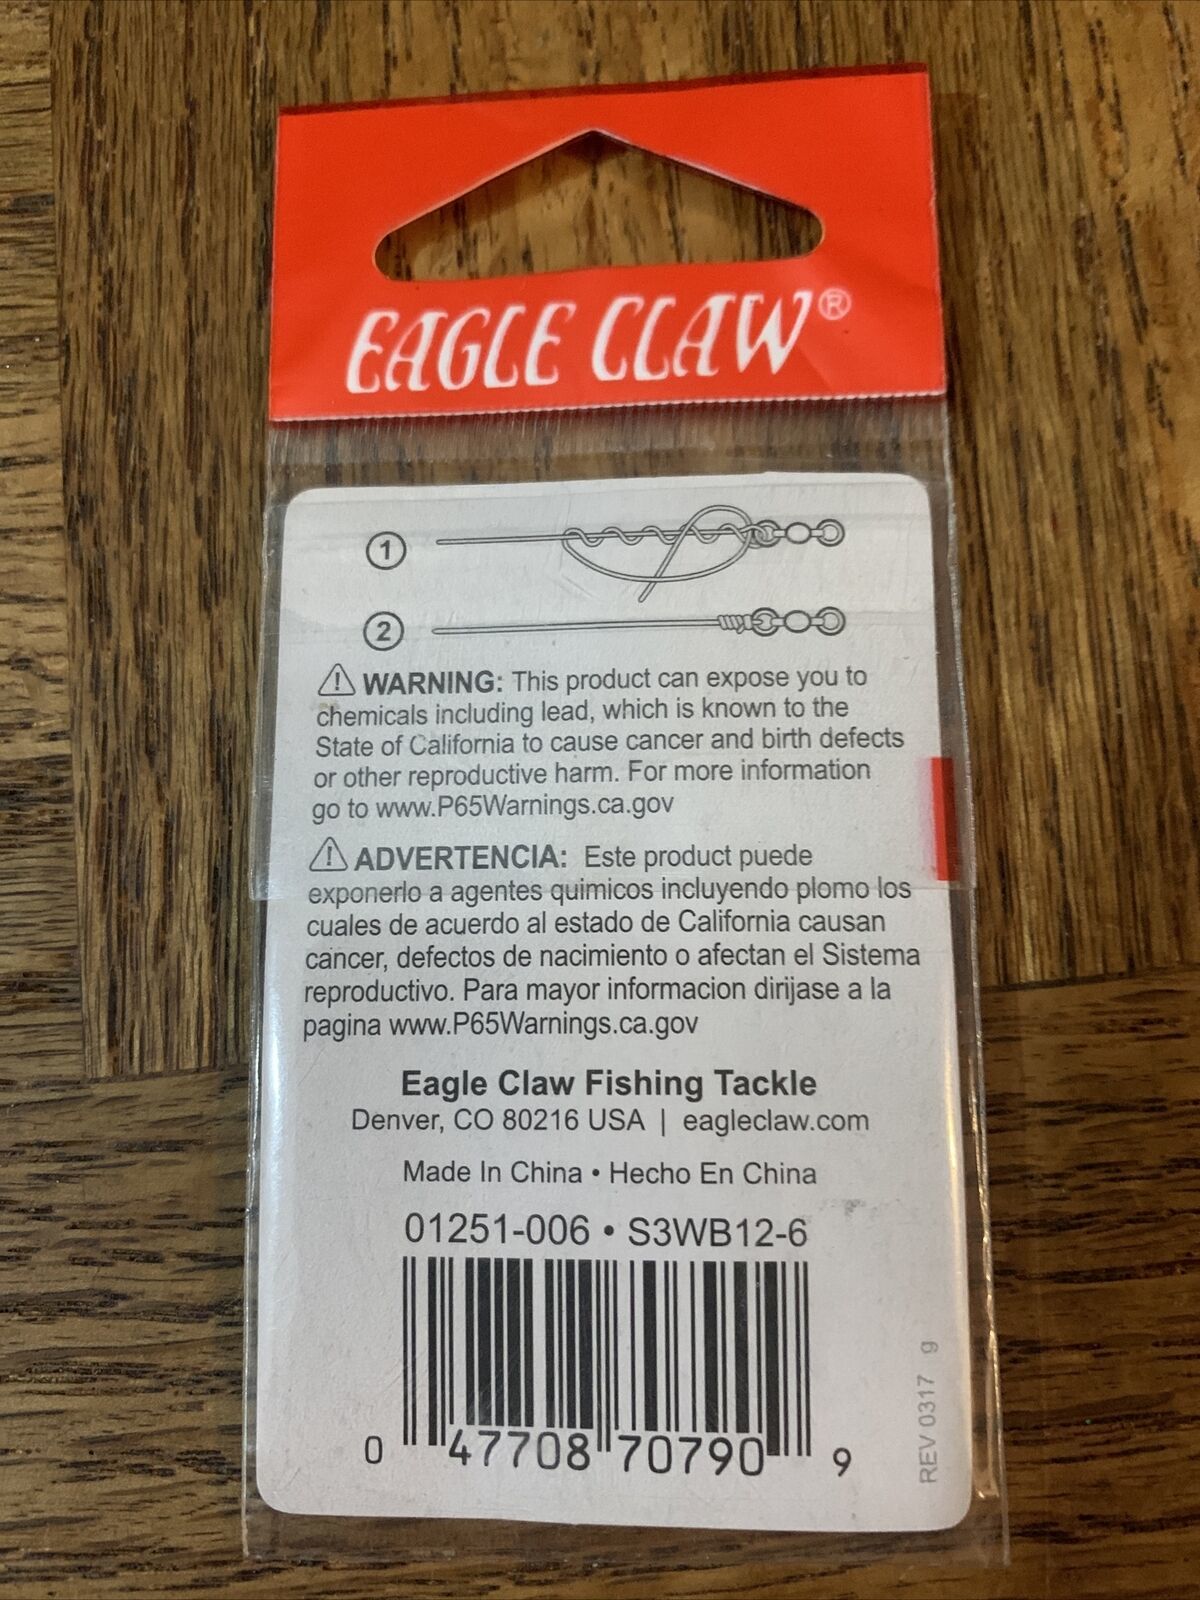 EAGLE CLAW®
1
2
⚠ WARNING: This product can expose you to
chemicals including lead, which is known to the
State of California to cause cancer and birth defects
or other reproductive harm. For more information
go to www.P65Warnings.ca.gov
⚠ ADVERTENCIA: Este product puede
exponerlo a agentes quimicos incluyendo plomo los
cuales de acuerdo al estado de California causan
cancer, defectos de nacimiento o afectan el Sistema
reproductivo. Para mayor informacion dirijase a la
pagina www.P65Warnings.ca.gov
Eagle Claw Fishing Tackle
Denver, CO 80216 USA | eagleclaw.com
Made In China • Hecho En China
01251-006 • S3WB12-6
0 47708 70790 9
REV 0317 g